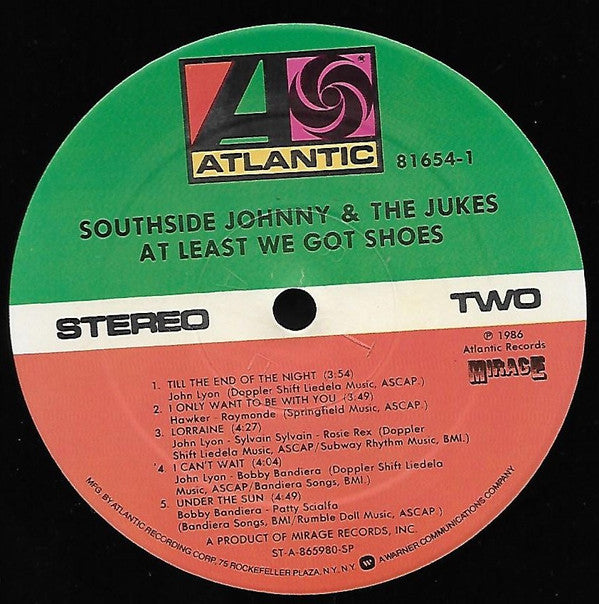 ATLANTIC
81654-1
SOUTHSIDE JOHNNY & THE JUKES
AT LEAST WE GOT SHOES
STEREO
TWO
℗ 1986
Atlantic Records
MIRAGE
1. TILL THE END OF THE NIGHT (3:54)
John Lyon (Doppler Shift Liedela Music, ASCAP.)
2. I ONLY WANT TO BE WITH YOU (3:49)
Hawker - Raymonde (Springfield Music, ASCAP.)
3. LORRAINE (4:27)
John Lyon - Sylvain Sylvain - Rosie Rex (Doppler
Shift Liedela Music, ASCAP/Subway Rhythm Music, BMI.)
4. I CAN'T WAIT (4:04)
John Lyon - Bobby Bandiera (Doppler Shift Liedela
Music, ASCAP/Bandiera Songs, BMI.)
5. UNDER THE SUN (4:49)
Bobby Bandiera - Patty Scialfa
(Bandiera Songs, BMI/Rumble Doll Music, ASCAP.)
A PRODUCT OF MIRAGE RECORDS, INC.
ST-A-865980-SP
MFG. BY ATLANTIC RECORDING CORP. 75 ROCKEFELLER PLAZA, N.Y., N.Y. W A WARNER COMMUNICATIONS COMPANY